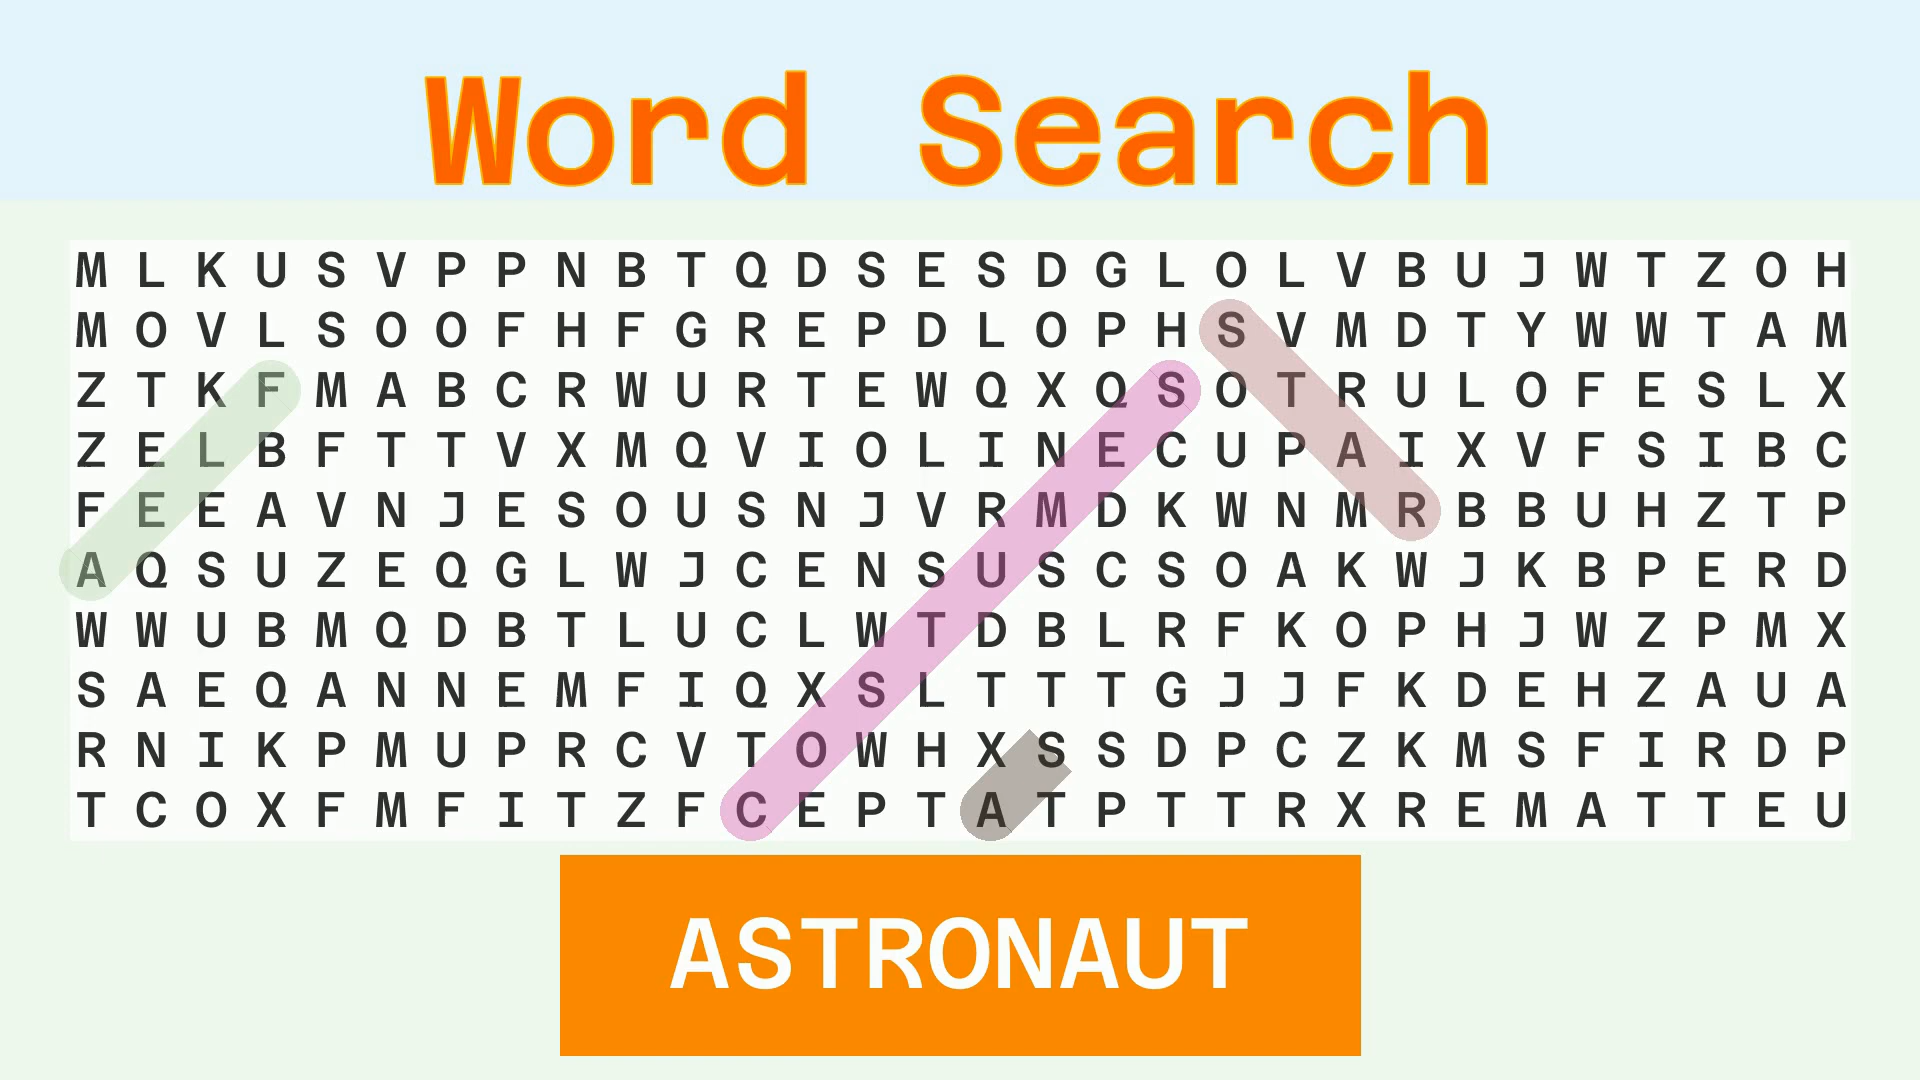 Word Search
M L K U S V P P N B T Q D S E S D G L O L V B U J W T Z O H
M O V L S O O F H F G R E P D L O P H S V M D T Y W W T A M
Z T K F M A B C R W U R T E W Q X Q S O T R U L O F E S L X
Z E L B F T T V X M Q V I O L I N E C U P A I X V F S I B C
F E E A V N J E S O U S N J V R M D K W N M R B B U H Z T P
A Q S U Z E Q G L W J C E N S U S C S O A K W J K B P E R D
W W U B M Q D B T L U C L W T D B L R F K O P H J W Z P M X
S A E Q A N N E M F I Q X S L T T T G J J F K D E H Z A U A
R N I K P M U P R C V T O W H X S S D P C Z K M S F I R D P
T C O X F M F I T Z F C E P T A T P T T R X R E M A T T E U
ASTRONAUT